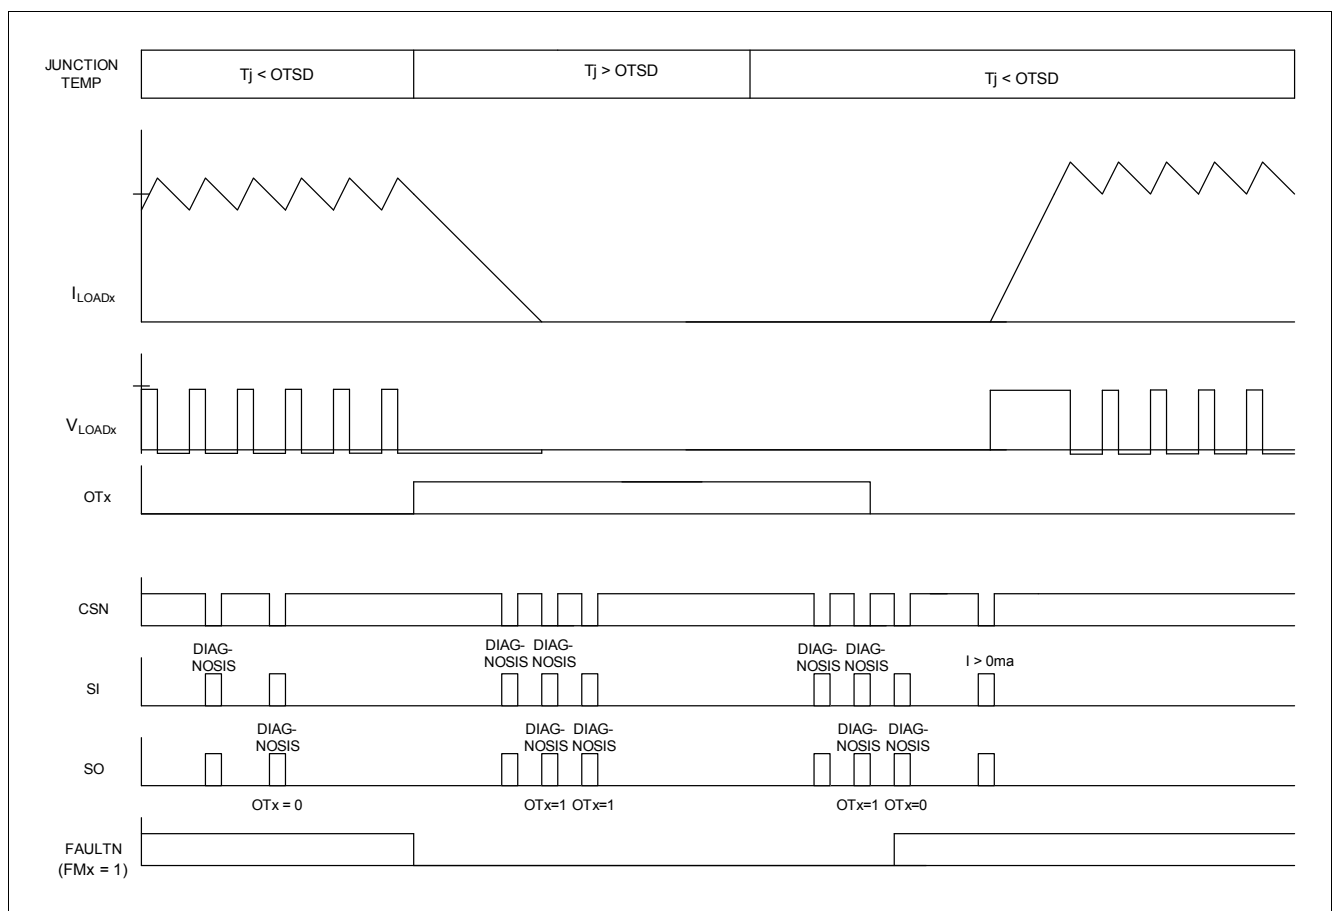 JUNCTION
TEMP
Tj < OTSD
Tj > OTSD
Tj < OTSD
ILOADx
VLOADx
OTx
CSN
DIAG-
NOSIS
DIAG-
NOSIS
DIAG-
NOSIS
DIAG-
NOSIS
DIAG-
NOSIS
I > 0ma
SI
DIAG-
NOSIS
DIAG-
NOSIS
DIAG-
NOSIS
DIAG-
NOSIS
DIAG-
NOSIS
SO
OTx = 0
OTx=1 OTx=1
OTx=1 OTx=0
FAULTN
(FMx = 1)